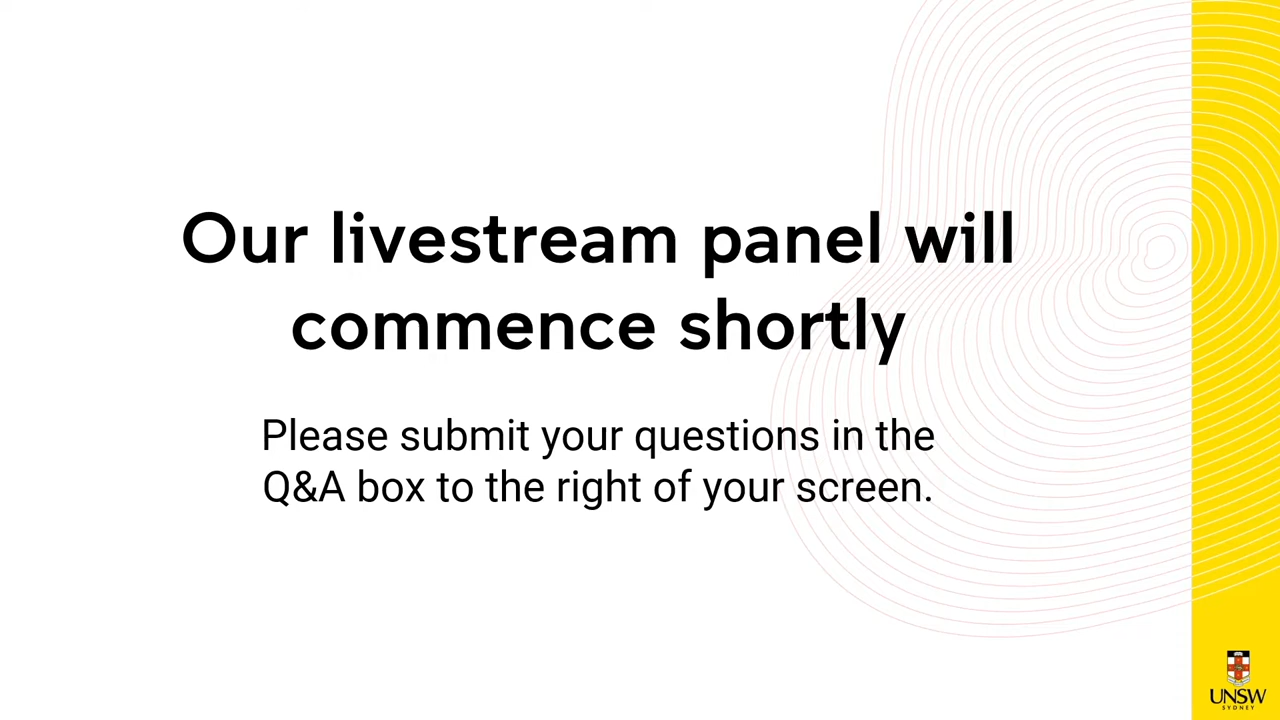 Our livestream panel will
commence shortly
Please submit your questions in the
Q&A box to the right of your screen.
UNSW
SYDNEY